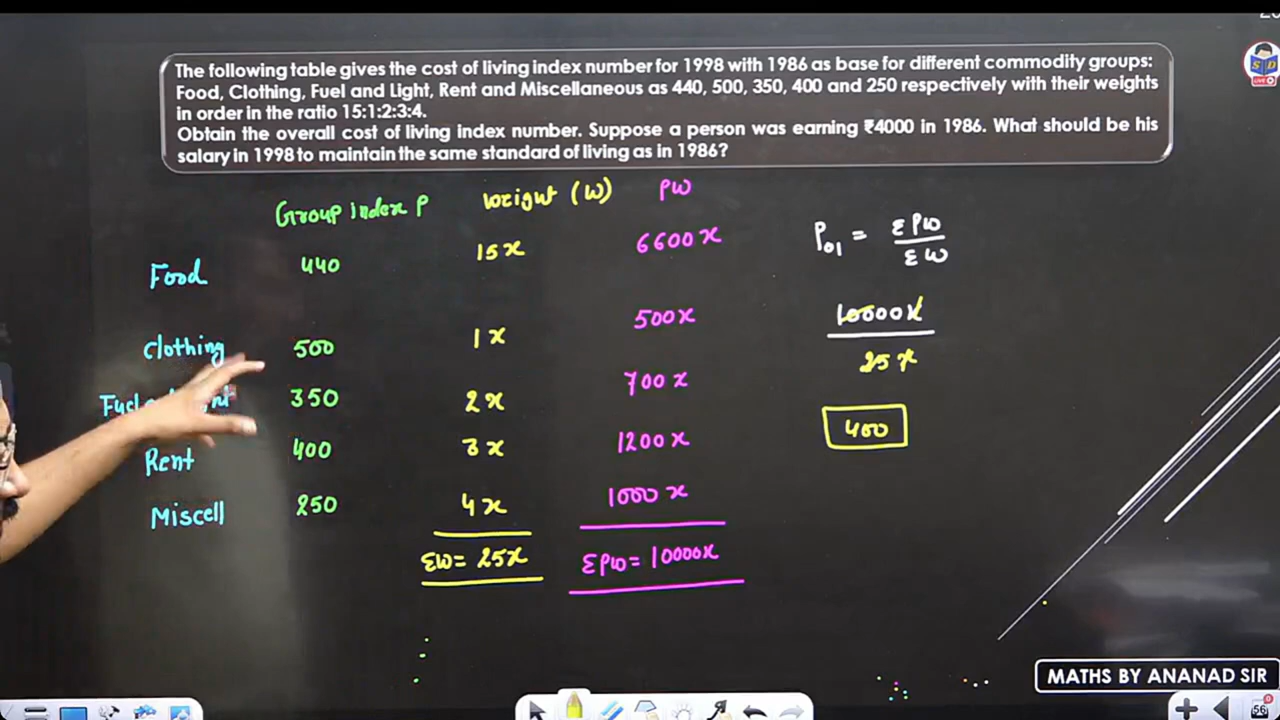 The following table gives the cost of living index number for 1998 with 1986 as base for different commodity groups:
Food, Clothing, Fuel and Light, Rent and Miscellaneous as 440, 500, 350, 400 and 250 respectively with their weights
in order in the ratio 15:1:2:3:4.
Obtain the overall cost of living index number. Suppose a person was earning ₹4000 in 1986. What should be his
salary in 1998 to maintain the same standard of living as in 1986?
Group index P weight (W) PW
Food 440 15x 6600x
Clothing 500 1x 500x
350 2x 700x
Rent 400 3x 1200x
Miscell 250 4x 1000x
ΣW = 25x ΣPW = 10000x
P01 = ΣPW / ΣW
10000x
25x
400
SD
LIVE
MATHS BY ANANAD SIR
56